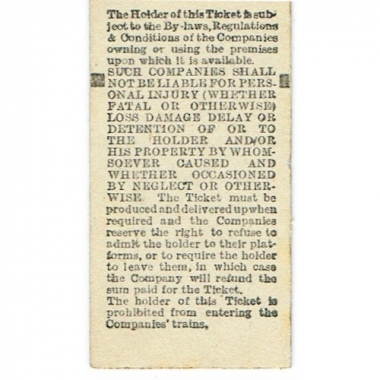 The Holder of this Ticket is sub-
ject to the By-laws, Regulations
& Conditions of the Companies
owning or using the premises
upon which it is available.
SUCH COMPANIES SHALL
NOT BE LIABLE FOR PERS-
ONAL INJURY (WHETHER
FATAL OR OTHERWISE)
LOSS DAMAGE DELAY OR
DETENTION OF OR TO
THE HOLDER AND/OR
HIS PROPERTY BY WHOM-
SOEVER CAUSED AND
WHETHER OCCASIONED
BY NEGLECT OR OTHER-
WISE. The Ticket must be
produced and delivered up when
required and the Companies
reserve the right to refuse to
admit the holder to their plat-
forms, or to require the holder
to leave them, in which case
the Company will refund the
sum paid for the Ticket.
The holder of this Ticket is
prohibited from entering the
Companies' trains.